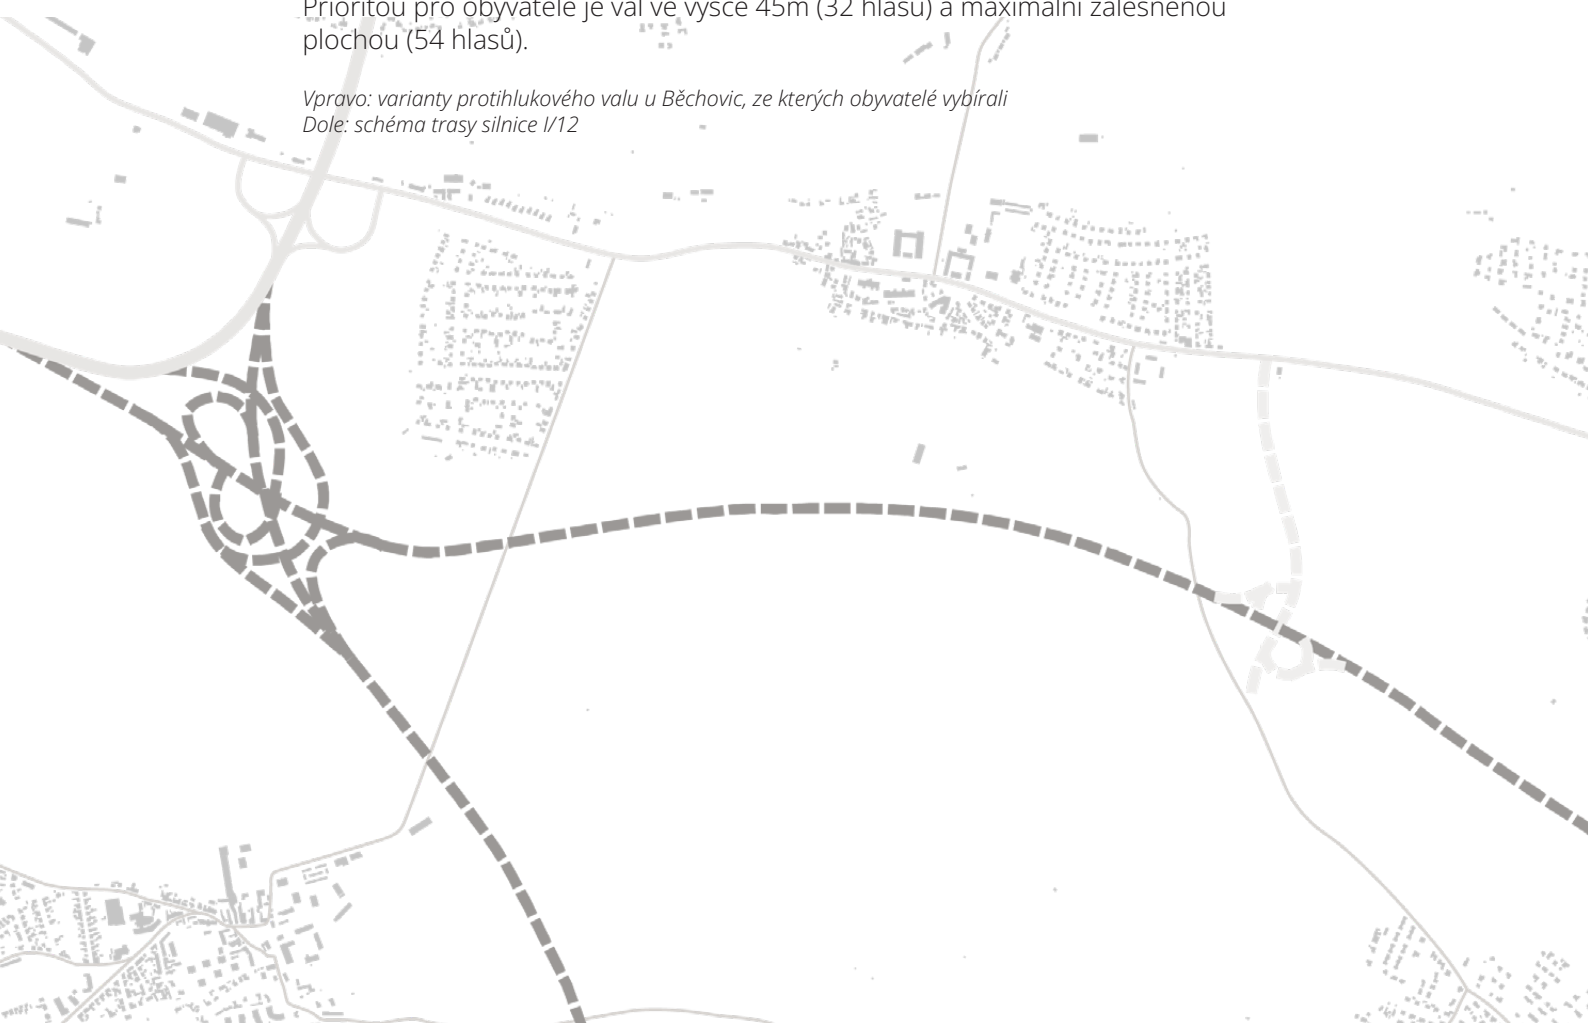 Prioritou pro obyvatele je val ve výšce 45m (32 hlasů) a maximální zalesněnou
plochou (54 hlasů).
Vpravo: varianty protihlukového valu u Běchovic, ze kterých obyvatelé vybírali
Dole: schéma trasy silnice I/12